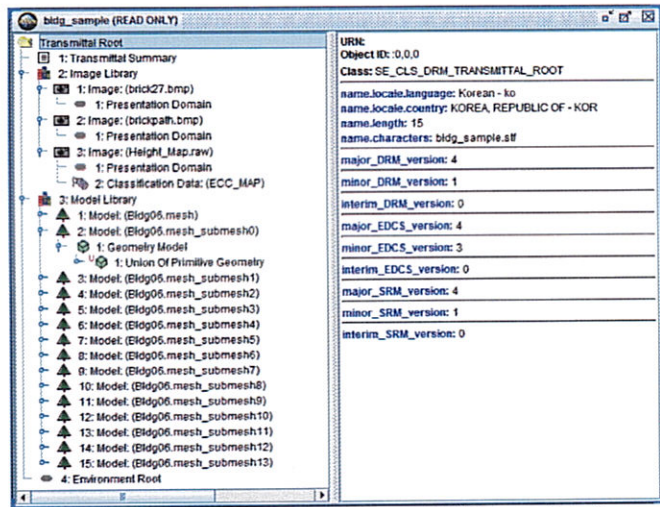 bldg_sample (READ ONLY)
Transmittal Root
1: Transmittal Summary
2: Image Library
1: Image: (brick27.bmp)
1: Presentation Domain
2: Image: (brickpath.bmp)
1: Presentation Domain
3: Image: (Height_Map.raw)
1: Presentation Domain
2: Classification Data: (ECC_MAP)
3: Model Library
1: Model: (Bldg06.mesh)
2: Model: (Bldg06.mesh_submesh0)
1: Geometry Model
U
1: Union Of Primitive Geometry
3: Model: (Bldg06.mesh_submesh1)
4: Model: (Bldg06.mesh_submesh2)
5: Model: (Bldg06.mesh_submesh3)
6: Model: (Bldg06.mesh_submesh4)
7: Model: (Bldg06.mesh_submesh5)
8: Model: (Bldg06.mesh_submesh6)
9: Model: (Bldg06.mesh_submesh7)
10: Model: (Bldg06.mesh_submesh8)
11: Model: (Bldg06.mesh_submesh9)
12: Model: (Bldg06.mesh_submesh10)
13: Model: (Bldg06.mesh_submesh11)
14: Model: (Bldg06.mesh_submesh12)
15: Model: (Bldg06.mesh_submesh13)
4: Environment Root
URN:
Object ID: :0,0,0
Class: SE_CLS_DRM_TRANSMITTAL_ROOT
name.locale.language: Korean - ko
name.locale.country: KOREA, REPUBLIC OF - KOR
name.length: 15
name.characters: bldg_sample.stf
major_DRM_version: 4
minor_DRM_version: 1
interim_DRM_version: 0
major_EDCS_version: 4
minor_EDCS_version: 3
interim_EDCS_version: 0
major_SRM_version: 4
minor_SRM_version: 1
interim_SRM_version: 0